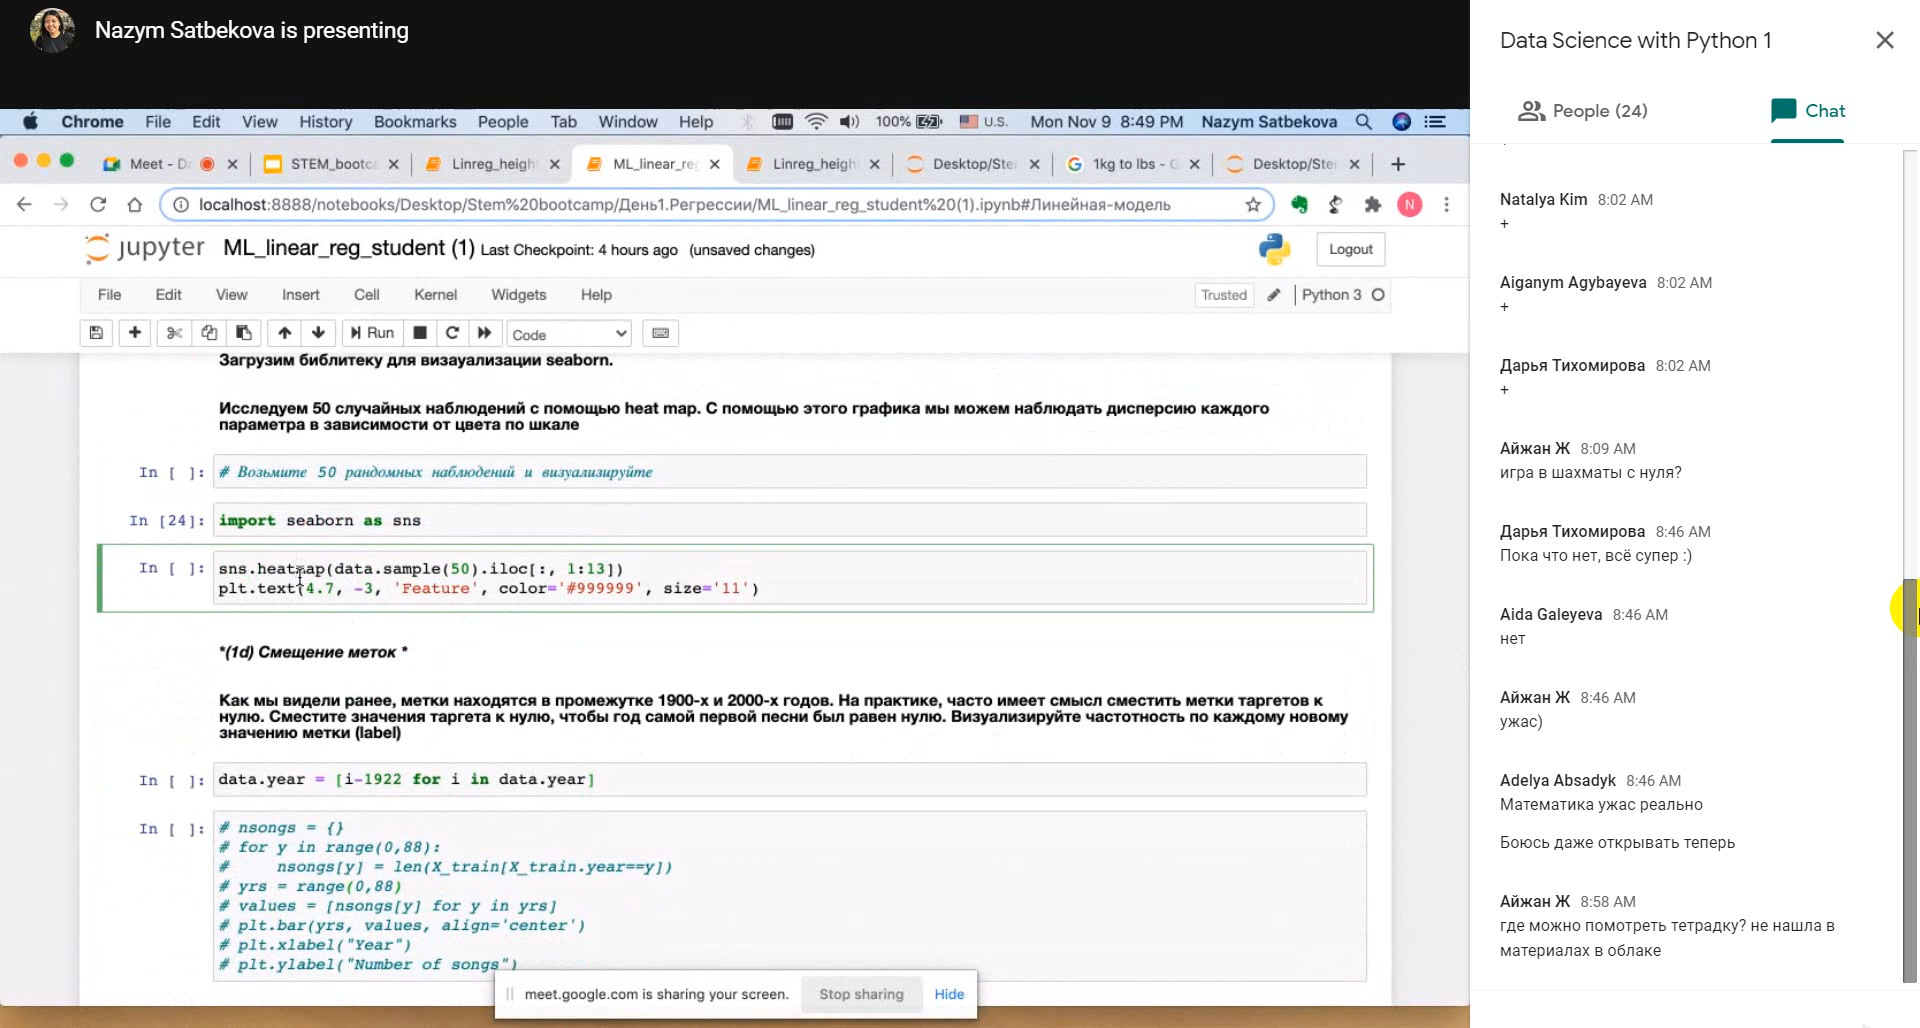 Nazym Satbekova is presenting
Chrome File Edit View History Bookmarks People Tab Window Help 100% U.S. Mon Nov 9 8:49 PM Nazym Satbekova
Meet - D STEM_bootc Linreg_heigh ML_linear_re Linreg_heigh Desktop/Ste 1kg to lbs - G Desktop/Ste
localhost:8888/notebooks/Desktop/Stem%20bootcamp/День1.Регрессии/ML_linear_reg_student%20(1).ipynb#Линейная-модель N
jupyter ML_linear_reg_student (1) Last Checkpoint: 4 hours ago (unsaved changes) Logout
File Edit View Insert Cell Kernel Widgets Help Trusted Python 3
Run Code
Загрузим библитеку для визауализации seaborn.
Исследуем 50 случайных наблюдений с помощью heat map. С помощью этого графика мы можем наблюдать дисперсию каждого
параметра в зависимости от цвета по шкале
In [ ]: # Возьмите 50 рандомных наблюдений и визуализируйте
In [24]: import seaborn as sns
In [ ]: sns.heatmap(data.sample(50).iloc[:, 1:13])
plt.text(4.7, -3, 'Feature', color='#999999', size='11')
*(1d) Смещение меток *
Как мы видели ранее, метки находятся в промежутке 1900-х и 2000-х годов. На практике, часто имеет смысл сместить метки таргетов к
нулю. Сместите значения таргета к нулю, чтобы год самой первой песни был равен нулю. Визуализируйте частотность по каждому новому
значению метки (label)
In [ ]: data.year = [i-1922 for i in data.year]
In [ ]: # nsongs = {}
# for y in range(0,88):
#     nsongs[y] = len(X_train[X_train.year==y])
# yrs = range(0,88)
# values = [nsongs[y] for y in yrs]
# plt.bar(yrs, values, align='center')
# plt.xlabel("Year")
# plt.ylabel("Number of songs")
meet.google.com is sharing your screen. Stop sharing Hide
Data Science with Python 1
People (24) Chat
Natalya Kim 8:02 AM
+
Aiganym Agybayeva 8:02 AM
+
Дарья Тихомирова 8:02 AM
+
Айжан Ж 8:09 AM
игра в шахматы с нуля?
Дарья Тихомирова 8:46 AM
Пока что нет, всё супер :)
Aida Galeyeva 8:46 AM
нет
Айжан Ж 8:46 AM
ужас)
Adelya Absadyk 8:46 AM
Математика ужас реально
Боюсь даже открывать теперь
Айжан Ж 8:58 AM
где можно помотреть тетрадку? не нашла в
материалах в облаке